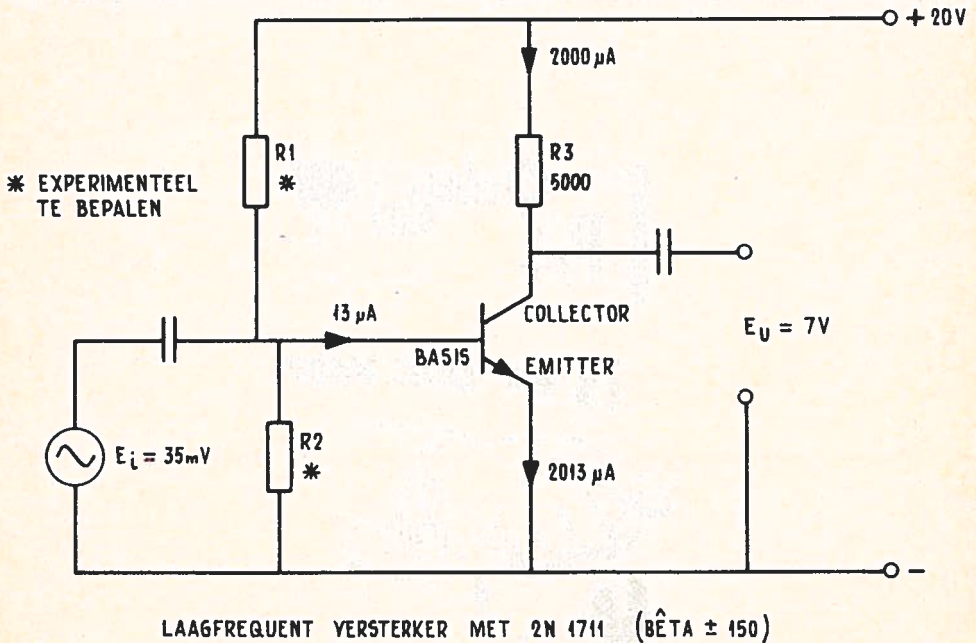 + 20V
2000 µA
R1
*
R3
5000
* EXPERIMENTEEL
TE BEPALEN
13 µA
COLLECTOR
BASIS
EMITTER
E_U = 7V
E_i = 35mV
R2
*
2013 µA
-
LAAGFREQUENT VERSTERKER MET 2N 1711 (BÊTA ± 150)